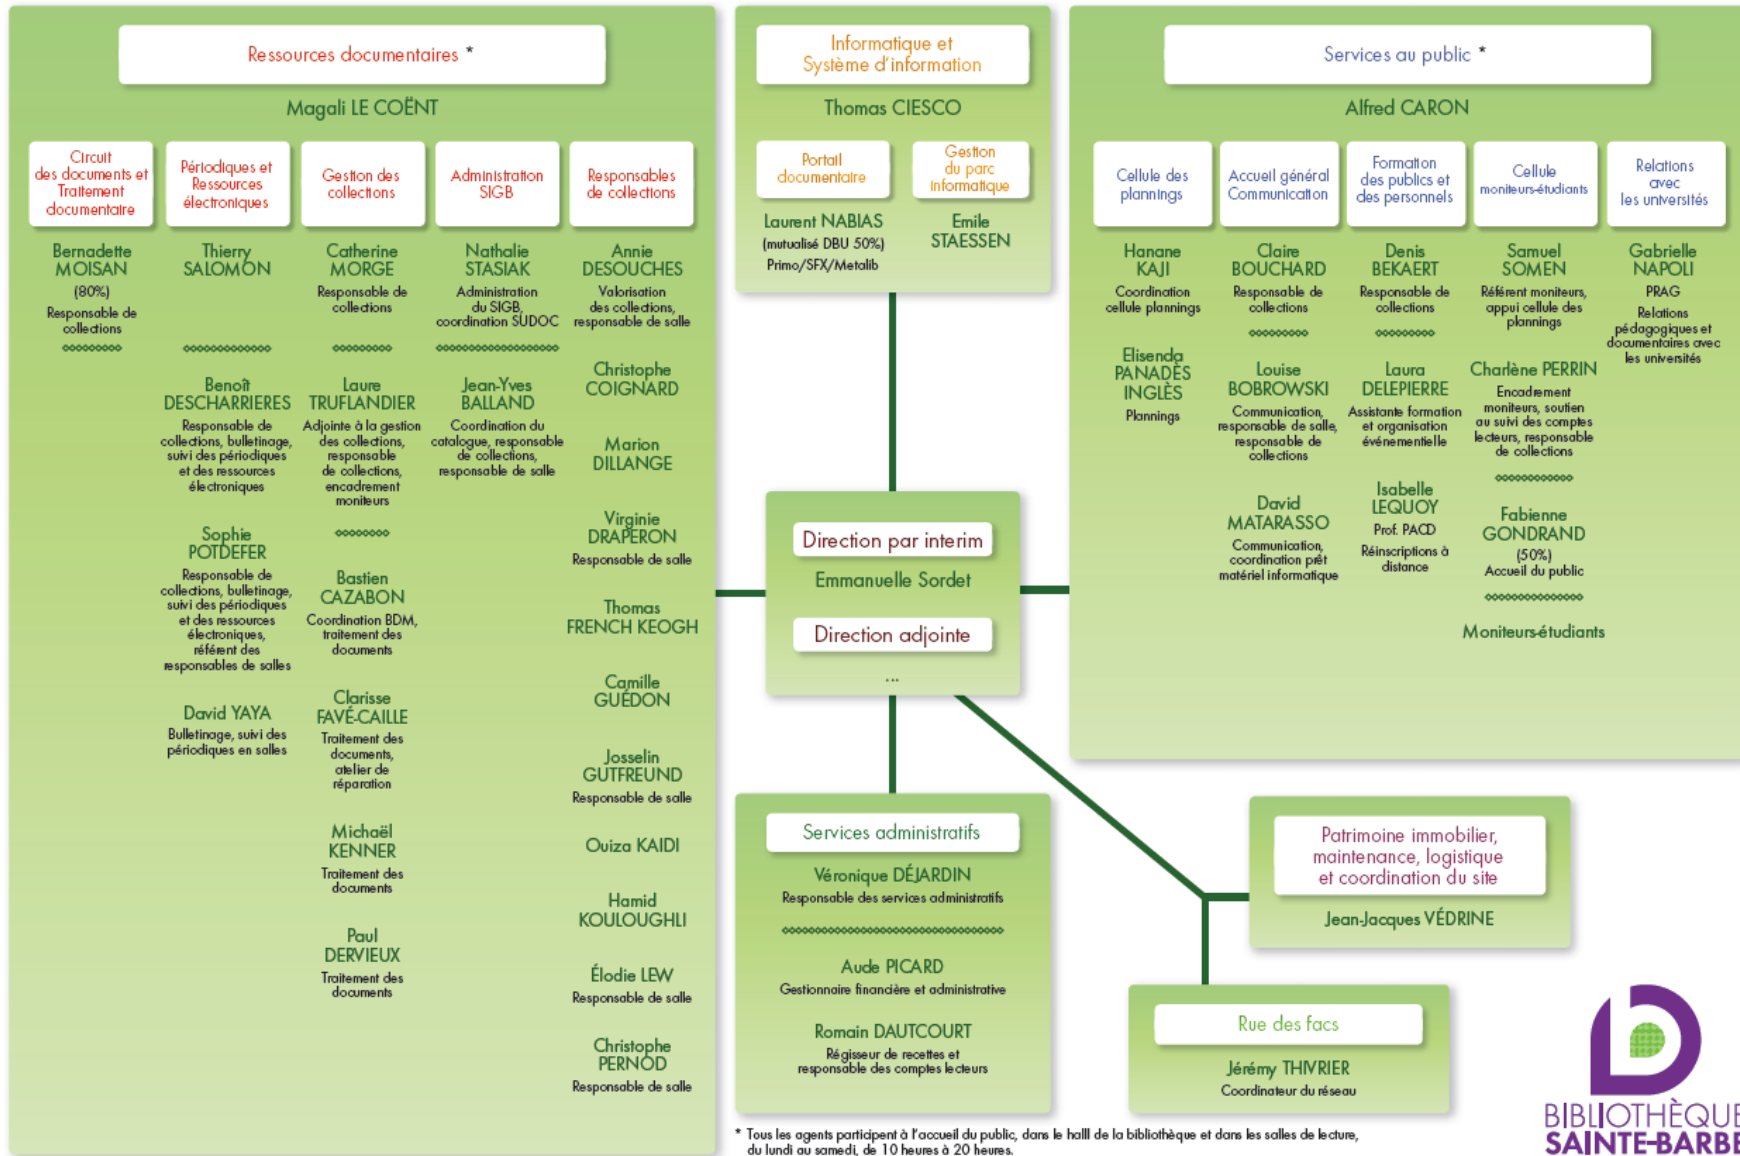 Ressources documentaires *
Magali LE COËNT
Circuit
des documents et
Traitement
documentaire
Bernadette
MOISAN
(80%)
Responsable de
collections
Périodiques et
Ressources
électroniques
Thierry
SALOMON
Benoît
DESCHARRIERES
Responsable de
collections, bulletinage,
suivi des périodiques
et des ressources
électroniques
Sophie
POTDEFER
Responsable de
collections, bulletinage,
suivi des périodiques
et des ressources
électroniques,
référent des
responsables de salles
David YAYA
Bulletinage, suivi des
périodiques en salles
Gestion des
collections
Catherine
MORGE
Responsable de
collections
Laure
TRUFLANDIER
Adjointe à la gestion
des collections,
responsable
de collections,
encadrement
moniteurs
Bastien
CAZABON
Coordination BDM,
traitement des
documents
Clarisse
FAVÉ-CAILLE
Traitement des
documents,
atelier de
réparation
Michaël
KENNER
Traitement des
documents
Paul
DERVIEUX
Traitement des
documents
Administration
SIGB
Nathalie
STASIAK
Administration
du SIGB,
coordination SUDOC
Jean-Yves
BALLAND
Coordination du
catalogue, responsable
de collections,
responsable de salle
Responsables
de collections
Annie
DESOUCHES
Valorisation
des collections,
responsable de salle
Christophe
COIGNARD
Marion
DILLANGE
Virginie
DRAPERON
Responsable de salle
Thomas
FRENCH KEOGH
Camille
GUÉDON
Josselin
GUTFREUND
Responsable de salle
Ouiza KAIDI
Hamid
KOULOUGHLI
Élodie LEW
Responsable de salle
Christophe
PERNOD
Responsable de salle
Informatique et
Système d'information
Thomas CIESCO
Portail
documentaire
Laurent NABIAS
(mutualisé DBU 50%)
Primo/SFX/Metalib
Gestion
du parc
informatique
Emile
STAESSEN
Direction par interim
Emmanuelle Sordet
Direction adjointe
...
Services administratifs
Véronique DÉJARDIN
Responsable des services administratifs
Aude PICARD
Gestionnaire financière et administrative
Romain DAUTCOURT
Régisseur de recettes et
responsable des comptes lecteurs
Services au public *
Alfred CARON
Cellule des
plannings
Hanane
KAJI
Coordination
cellule plannings
Elisenda
PANADÈS
INGLÈS
Plannings
Accueil général
Communication
Claire
BOUCHARD
Responsable de
collections
Louise
BOBROWSKI
Communication,
responsable de salle,
responsable de
collections
David
MATARASSO
Communication,
coordination prêt
matériel informatique
Formation
des publics et
des personnels
Denis
BEKAERT
Responsable de
collections
Laura
DELEPIERRE
Assistante formation
et organisation
événementielle
Isabelle
LEQUOY
Prof. PACD
Réinscriptions à
distance
Cellule
moniteurs-étudiants
Samuel
SOMEN
Référent moniteurs,
appui cellule des
plannings
Charlène PERRIN
Encadrement
moniteurs, soutien
au suivi des comptes
lecteurs, responsable
de collections
Fabienne
GONDRAND
(50%)
Accueil du public
Moniteurs-étudiants
Relations
avec
les universités
Gabrielle
NAPOLI
PRAG
Relations
pédagogiques et
documentaires avec
les universités
Patrimoine immobilier,
maintenance, logistique
et coordination du site
Jean-Jacques VÉDRINE
Rue des facs
Jérémy THIVRIER
Coordinateur du réseau
* Tous les agents participent à l'accueil du public, dans le halll de la bibliothèque et dans les salles de lecture,
du lundi au samedi, de 10 heures à 20 heures.
BIBLIOTHÈQUE
SAINTE-BARBE